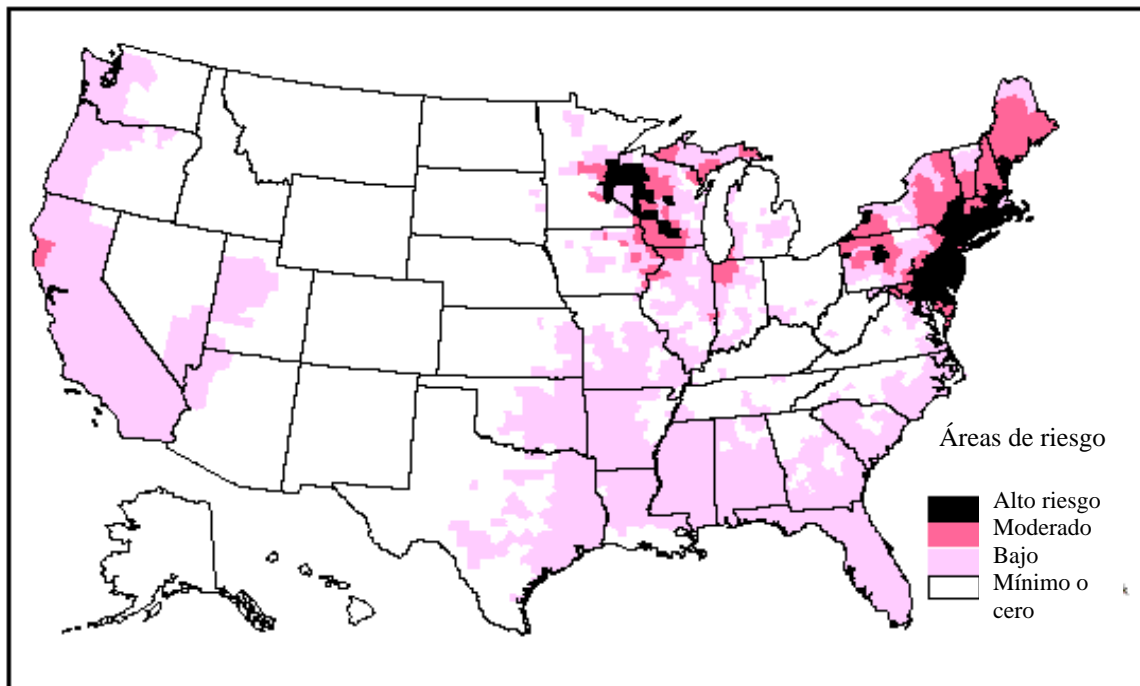 Áreas de riesgo
Alto riesgo
Moderado
Bajo
Mínimo o
cero
k